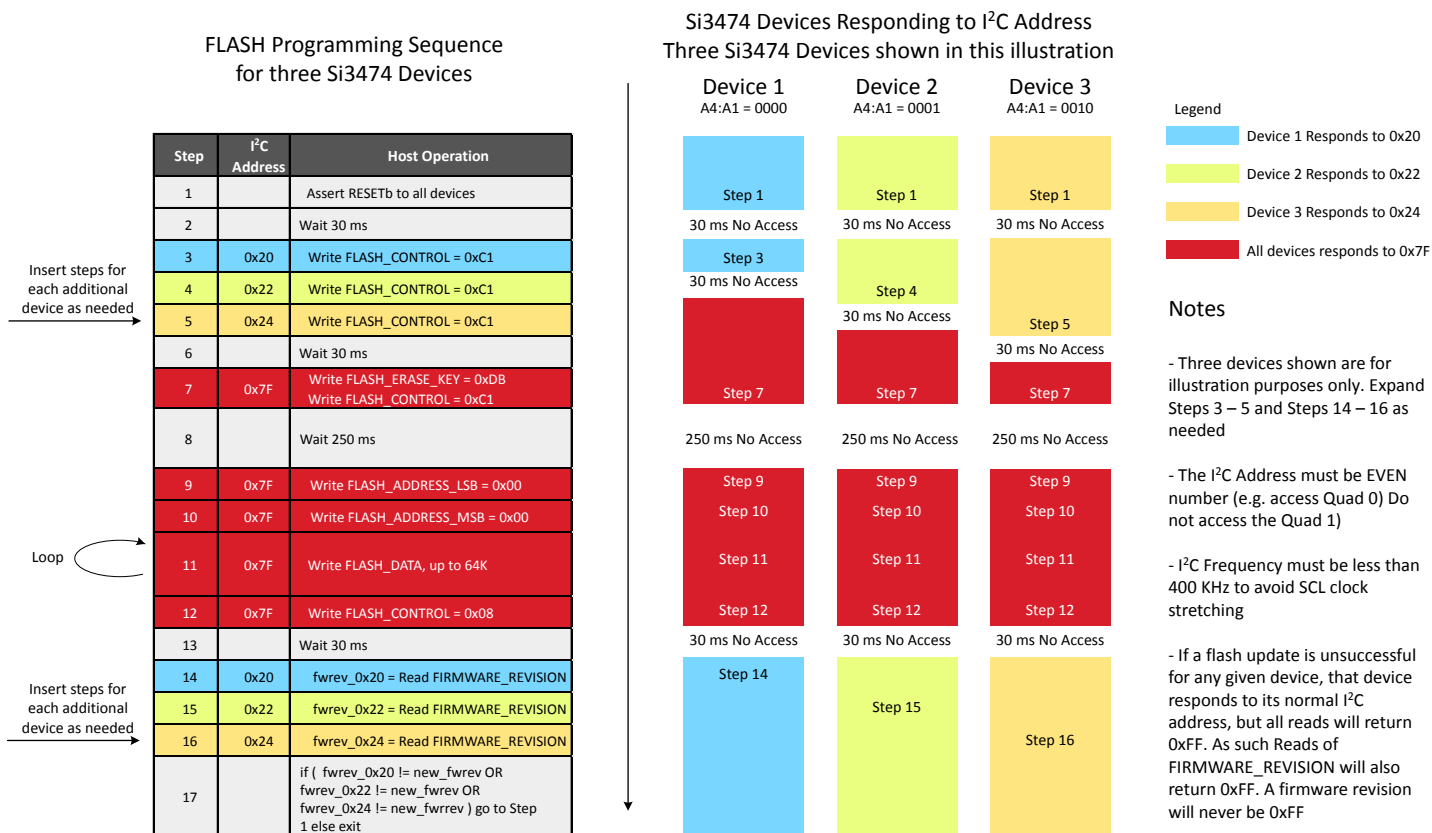 FLASH Programming Sequence
for three Si3474 Devices
Step
I²C
Address
Host Operation
1
Assert RESETb to all devices
2
Wait 30 ms
3
0x20
Write FLASH_CONTROL = 0xC1
4
0x22
Write FLASH_CONTROL = 0xC1
5
0x24
Write FLASH_CONTROL = 0xC1
6
Wait 30 ms
7
0x7F
Write FLASH_ERASE_KEY = 0xDB
Write FLASH_CONTROL = 0xC1
8
Wait 250 ms
9
0x7F
Write FLASH_ADDRESS_LSB = 0x00
10
0x7F
Write FLASH_ADDRESS_MSB = 0x00
11
0x7F
Write FLASH_DATA, up to 64K
12
0x7F
Write FLASH_CONTROL = 0x08
13
Wait 30 ms
14
0x20
fwrev_0x20 = Read FIRMWARE_REVISION
15
0x22
fwrev_0x22 = Read FIRMWARE_REVISION
16
0x24
fwrev_0x24 = Read FIRMWARE_REVISION
17
if ( fwrev_0x20 != new_fwrev OR
fwrev_0x22 != new_fwrev OR
fwrev_0x24 != new_fwrrev ) go to Step
1 else exit
Insert steps for
each additional
device as needed
Loop
Insert steps for
each additional
device as needed
Si3474 Devices Responding to I²C Address
Three Si3474 Devices shown in this illustration
Device 1
A4:A1 = 0000
Step 1
30 ms No Access
Step 3
30 ms No Access
Step 7
250 ms No Access
Step 9
Step 10
Step 11
Step 12
30 ms No Access
Step 14
Device 2
A4:A1 = 0001
Step 1
30 ms No Access
Step 4
30 ms No Access
Step 7
250 ms No Access
Step 9
Step 10
Step 11
Step 12
30 ms No Access
Step 15
Device 3
A4:A1 = 0010
Step 1
30 ms No Access
Step 5
30 ms No Access
Step 7
250 ms No Access
Step 9
Step 10
Step 11
Step 12
30 ms No Access
Step 16
Legend
Device 1 Responds to 0x20
Device 2 Responds to 0x22
Device 3 Responds to 0x24
All devices responds to 0x7F
Notes
- Three devices shown are for
illustration purposes only. Expand
Steps 3 – 5 and Steps 14 – 16 as
needed
- The I²C Address must be EVEN
number (e.g. access Quad 0) Do
not access the Quad 1)
- I²C Frequency must be less than
400 KHz to avoid SCL clock
stretching
- If a flash update is unsuccessful
for any given device, that device
responds to its normal I²C
address, but all reads will return
0xFF. As such Reads of
FIRMWARE_REVISION will also
return 0xFF. A firmware revision
will never be 0xFF